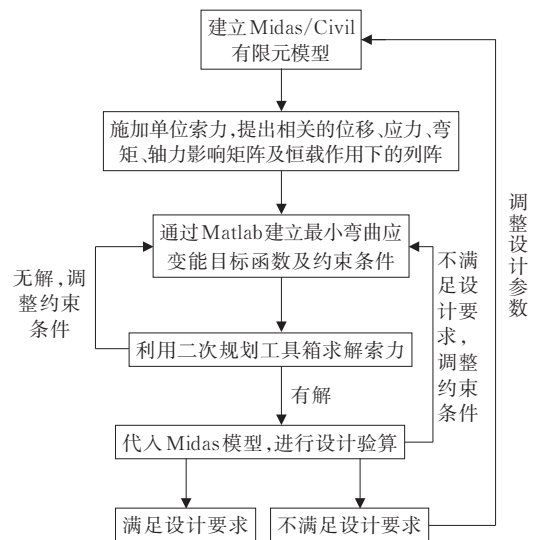 建立Midas/Civil
有限元模型
施加单位索力,提出相关的位移、应力、弯
矩、轴力影响矩阵及恒载作用下的列阵
通过Matlab建立最小弯曲应
变能目标函数及约束条件
无解,调
整约束
条件
利用二次规划工具箱求解索力
有解
代入Midas模型,进行设计验算
不满
足设
计要
求,
调整
约束
条件
调整设计参数
满足设计要求
不满足设计要求